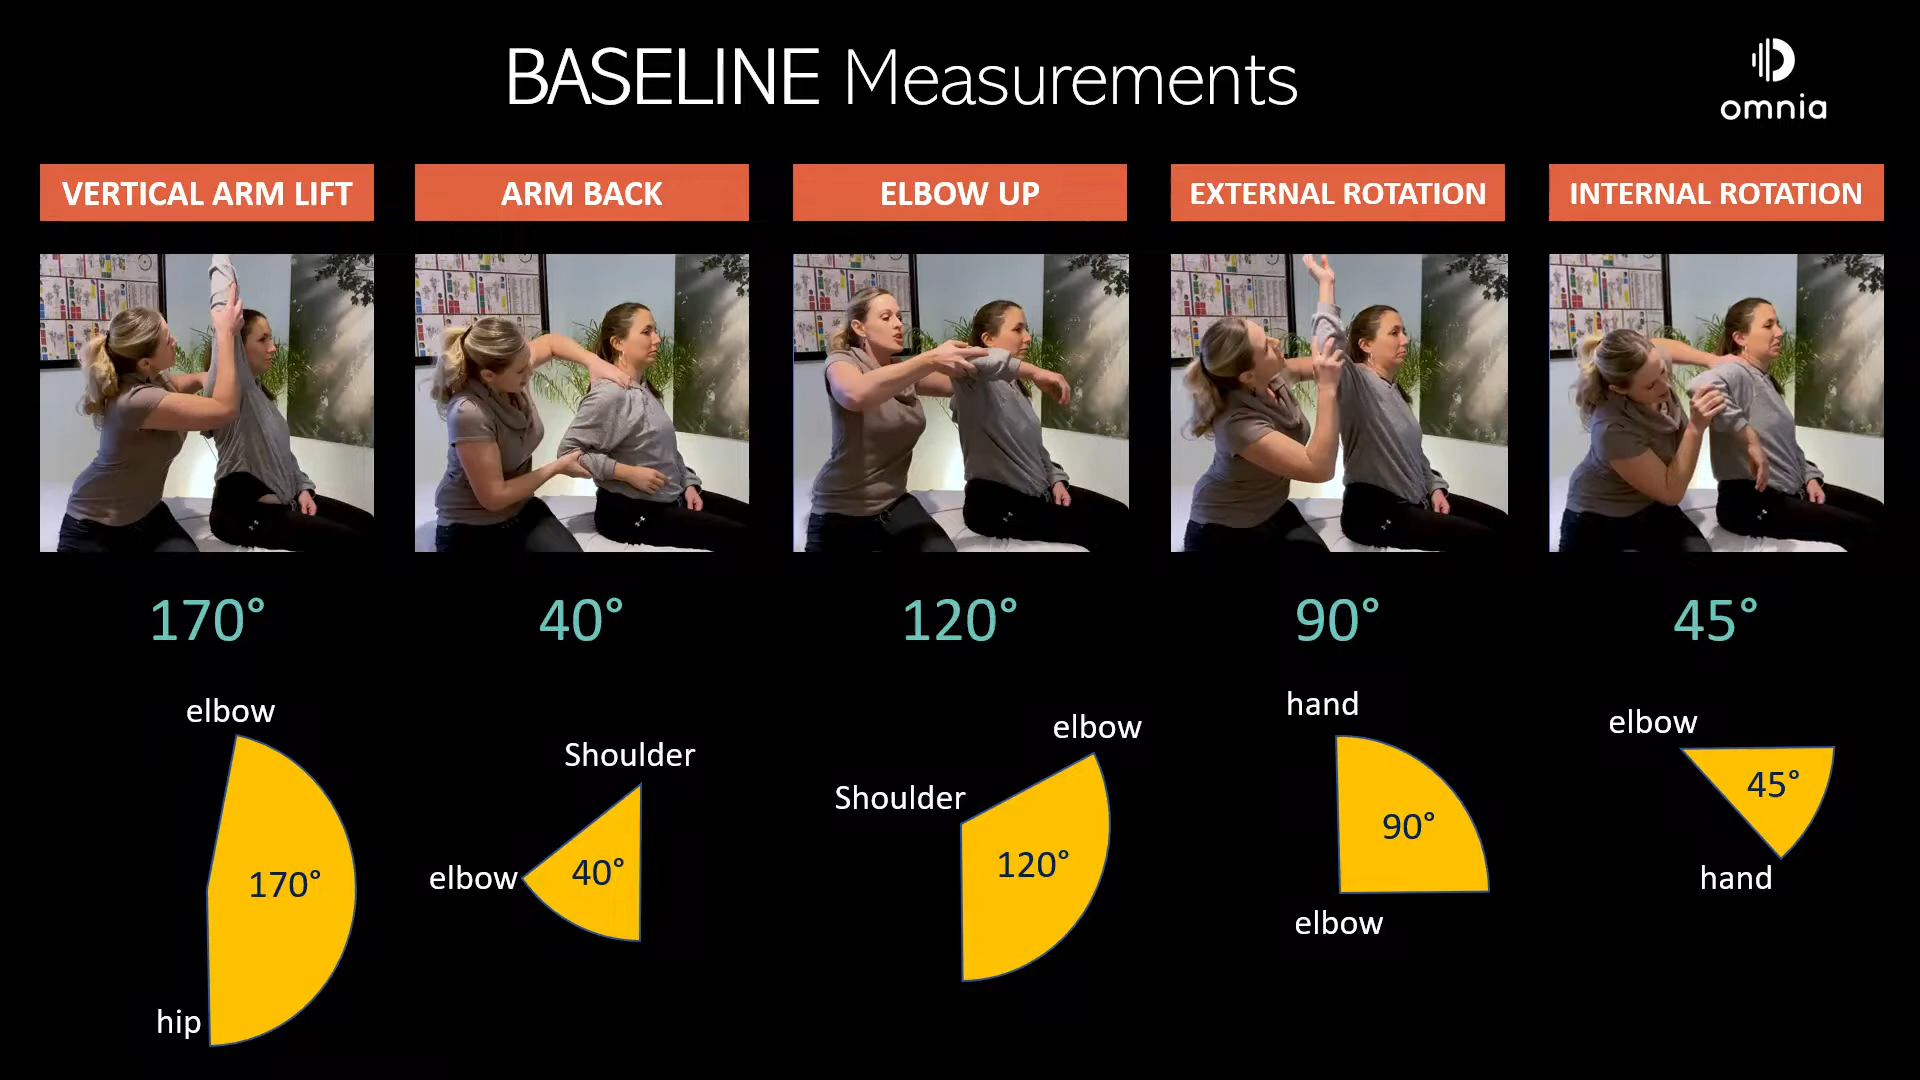 BASELINE Measurements
omnia
VERTICAL ARM LIFT
ARM BACK
ELBOW UP
EXTERNAL ROTATION
INTERNAL ROTATION
170°
40°
120°
90°
45°
elbow
170°
hip
Shoulder
elbow
40°
elbow
Shoulder
120°
hand
90°
elbow
elbow
45°
hand